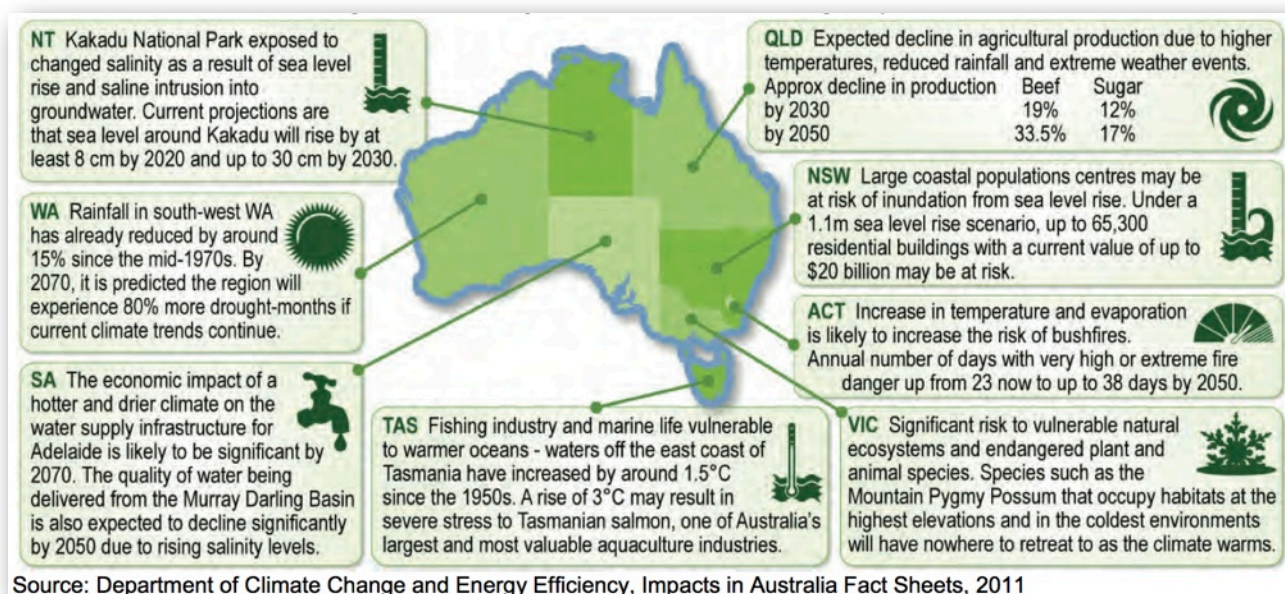 NT Kakadu National Park exposed to
changed salinity as a result of sea level
rise and saline intrusion into
groundwater. Current projections are
that sea level around Kakadu will rise by at
least 8 cm by 2020 and up to 30 cm by 2030.
WA Rainfall in south-west WA
has already reduced by around
15% since the mid-1970s. By
2070, it is predicted the region will
experience 80% more drought-months if
current climate trends continue.
SA The economic impact of a
hotter and drier climate on the
water supply infrastructure for
Adelaide is likely to be significant by
2070. The quality of water being
delivered from the Murray Darling Basin
is also expected to decline significantly
by 2050 due to rising salinity levels.
TAS Fishing industry and marine life vulnerable
to warmer oceans - waters off the east coast of
Tasmania have increased by around 1.5°C
since the 1950s. A rise of 3°C may result in
severe stress to Tasmanian salmon, one of Australia's
largest and most valuable aquaculture industries.
QLD Expected decline in agricultural production due to higher
temperatures, reduced rainfall and extreme weather events.
Approx decline in production Beef Sugar
by 2030 19% 12%
by 2050 33.5% 17%
NSW Large coastal populations centres may be
at risk of inundation from sea level rise. Under a
1.1m sea level rise scenario, up to 65,300
residential buildings with a current value of up to
$20 billion may be at risk.
ACT Increase in temperature and evaporation
is likely to increase the risk of bushfires.
Annual number of days with very high or extreme fire
danger up from 23 now to up to 38 days by 2050.
VIC Significant risk to vulnerable natural
ecosystems and endangered plant and
animal species. Species such as the
Mountain Pygmy Possum that occupy habitats at the
highest elevations and in the coldest environments
will have nowhere to retreat to as the climate warms.
Source: Department of Climate Change and Energy Efficiency, Impacts in Australia Fact Sheets, 2011